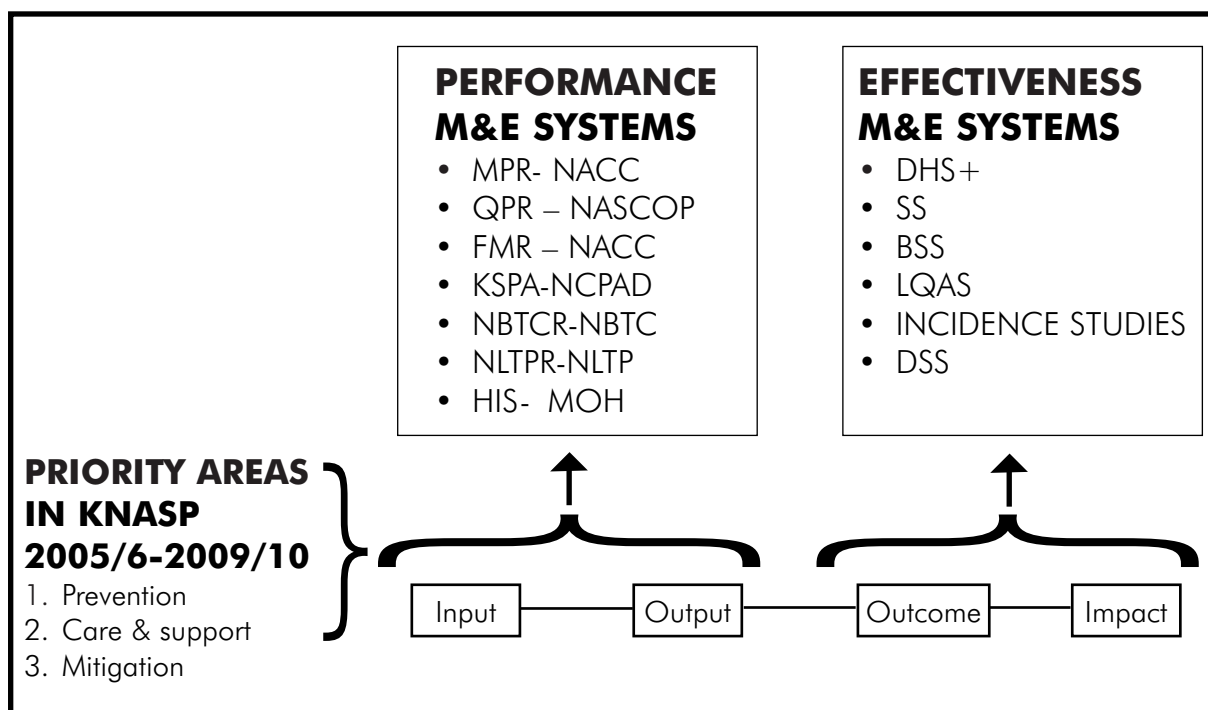 PERFORMANCE
M&E SYSTEMS
• MPR- NACC
• QPR – NASCOP
• FMR – NACC
• KSPA-NCPAD
• NBTCR-NBTC
• NLTPR-NLTP
• HIS- MOH
EFFECTIVENESS
M&E SYSTEMS
• DHS+
• SS
• BSS
• LQAS
• INCIDENCE STUDIES
• DSS
PRIORITY AREAS
IN KNASP
2005/6-2009/10
1. Prevention
2. Care & support
3. Mitigation
Input
Output
Outcome
Impact